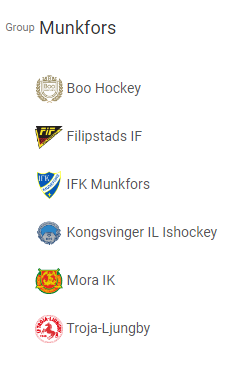 Group Munkfors
Boo Hockey
Filipstads IF
IFK Munkfors
Kongsvinger IL Ishockey
Mora IK
Troja-Ljungby